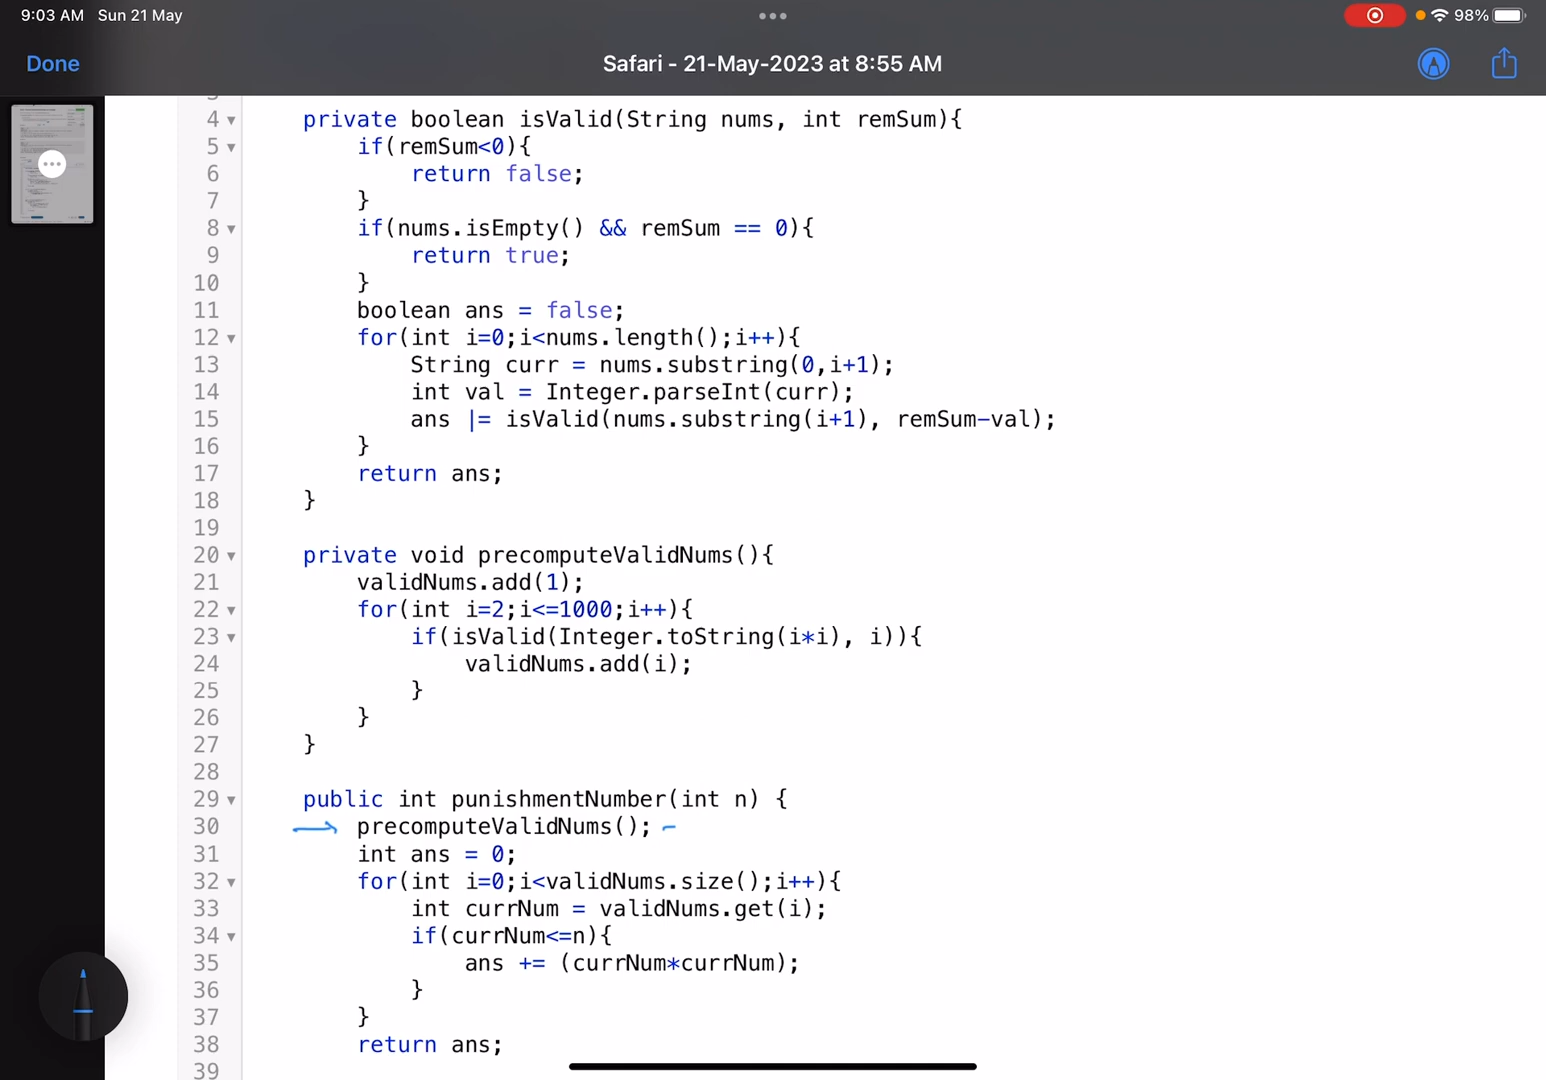 9:03 AM Sun 21 May
98%
Done
Safari - 21-May-2023 at 8:55 AM
4 private boolean isValid(String nums, int remSum){
5 if(remSum<0){
6 return false;
7 }
8 if(nums.isEmpty() && remSum == 0){
9 return true;
10 }
11 boolean ans = false;
12 for(int i=0;i<nums.length();i++){
13 String curr = nums.substring(0,i+1);
14 int val = Integer.parseInt(curr);
15 ans |= isValid(nums.substring(i+1), remSum-val);
16 }
17 return ans;
18 }
19
20 private void precomputeValidNums(){
21 validNums.add(1);
22 for(int i=2;i<=1000;i++){
23 if(isValid(Integer.toString(i*i), i)){
24 validNums.add(i);
25 }
26 }
27 }
28
29 public int punishmentNumber(int n) {
30 precomputeValidNums();
31 int ans = 0;
32 for(int i=0;i<validNums.size();i++){
33 int currNum = validNums.get(i);
34 if(currNum<=n){
35 ans += (currNum*currNum);
36 }
37 }
38 return ans;
39